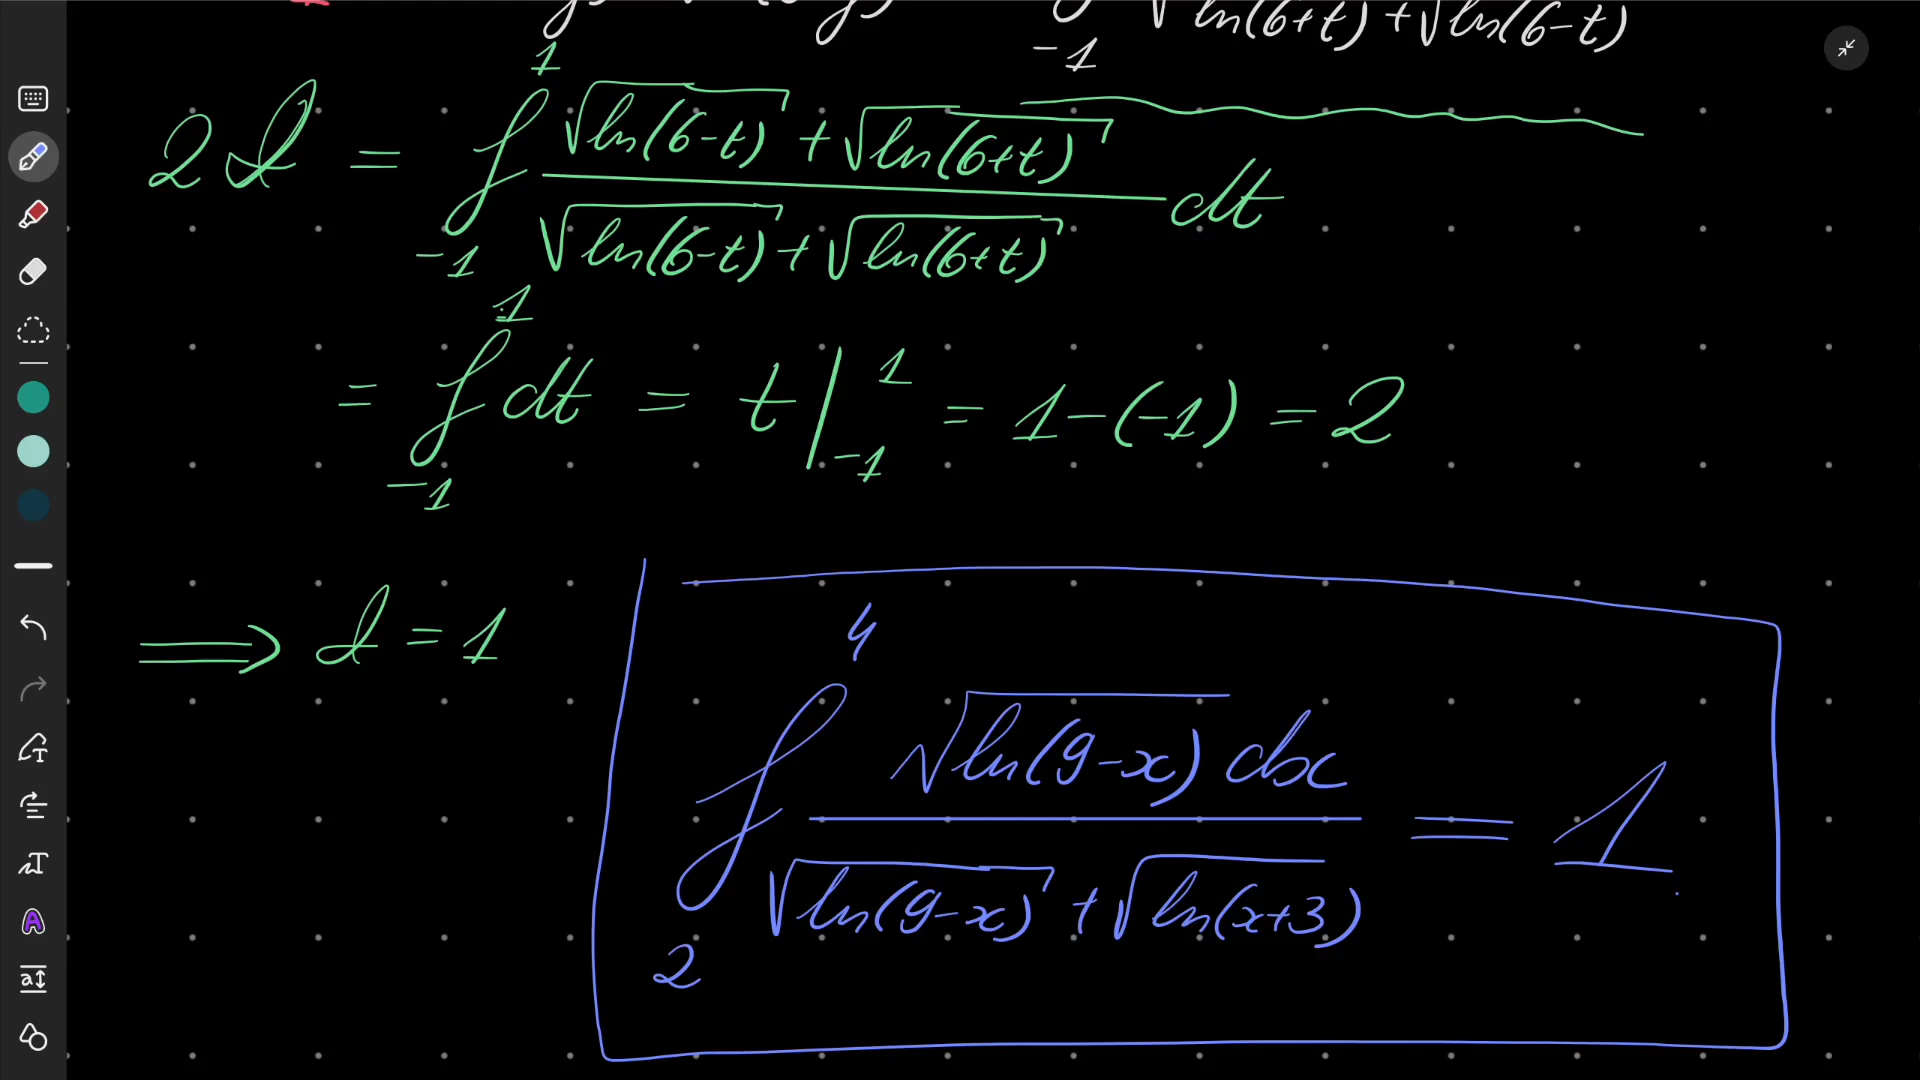 -1 √ln(6+t) + √ln(6-t)
2I = ∫_{-1}^{1} (√ln(6-t) + √ln(6+t)) / (√ln(6-t) + √ln(6+t)) dt
= ∫_{-1}^{1} dt = t |_{-1}^{1} = 1-(-1) = 2
⟹ I = 1
∫_{2}^{4} √ln(9-x) dx / (√ln(9-x) + √ln(x+3)) = 1